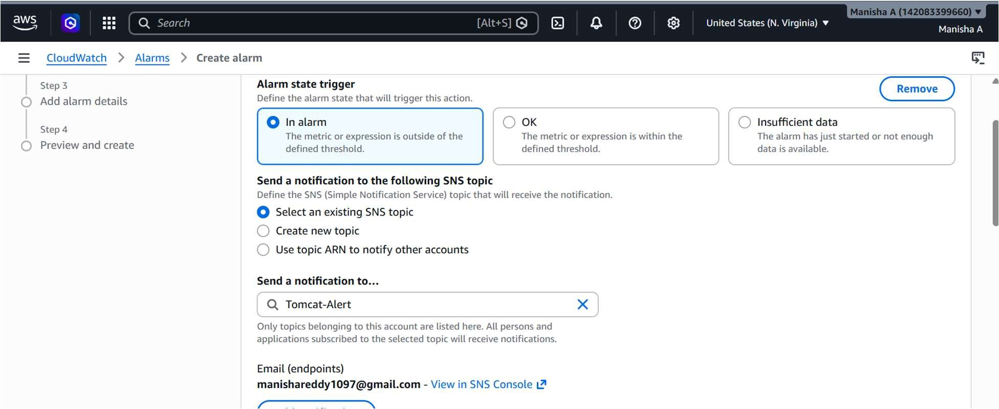 aws
Search
[Alt+S]
United States (N. Virginia)
Manisha A (142083399660)
Manisha A
CloudWatch
Alarms
Create alarm
Step 3
Add alarm details
Step 4
Preview and create
Alarm state trigger
Define the alarm state that will trigger this action.
Remove
In alarm
The metric or expression is outside of the
defined threshold.
OK
The metric or expression is within the
defined threshold.
Insufficient data
The alarm has just started or not enough
data is available.
Send a notification to the following SNS topic
Define the SNS (Simple Notification Service) topic that will receive the notification.
Select an existing SNS topic
Create new topic
Use topic ARN to notify other accounts
Send a notification to...
Tomcat-Alert
Only topics belonging to this account are listed here. All persons and
applications subscribed to the selected topic will receive notifications.
Email (endpoints)
manishareddy1097@gmail.com - View in SNS Console